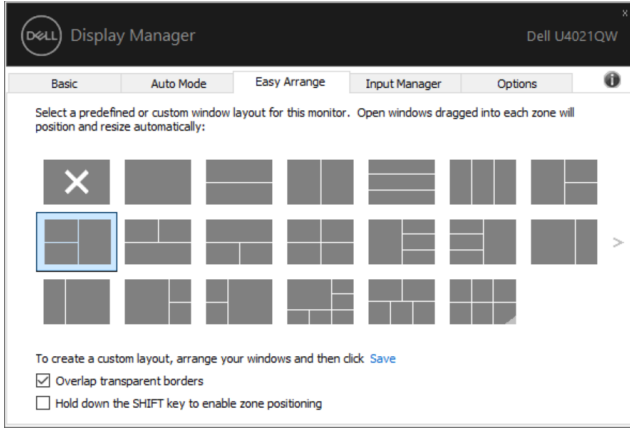 x
DELL Display Manager Dell U4021QW
Basic Auto Mode Easy Arrange Input Manager Options
Select a predefined or custom window layout for this monitor. Open windows dragged into each zone will
position and resize automatically:
To create a custom layout, arrange your windows and then click Save
Overlap transparent borders
Hold down the SHIFT key to enable zone positioning